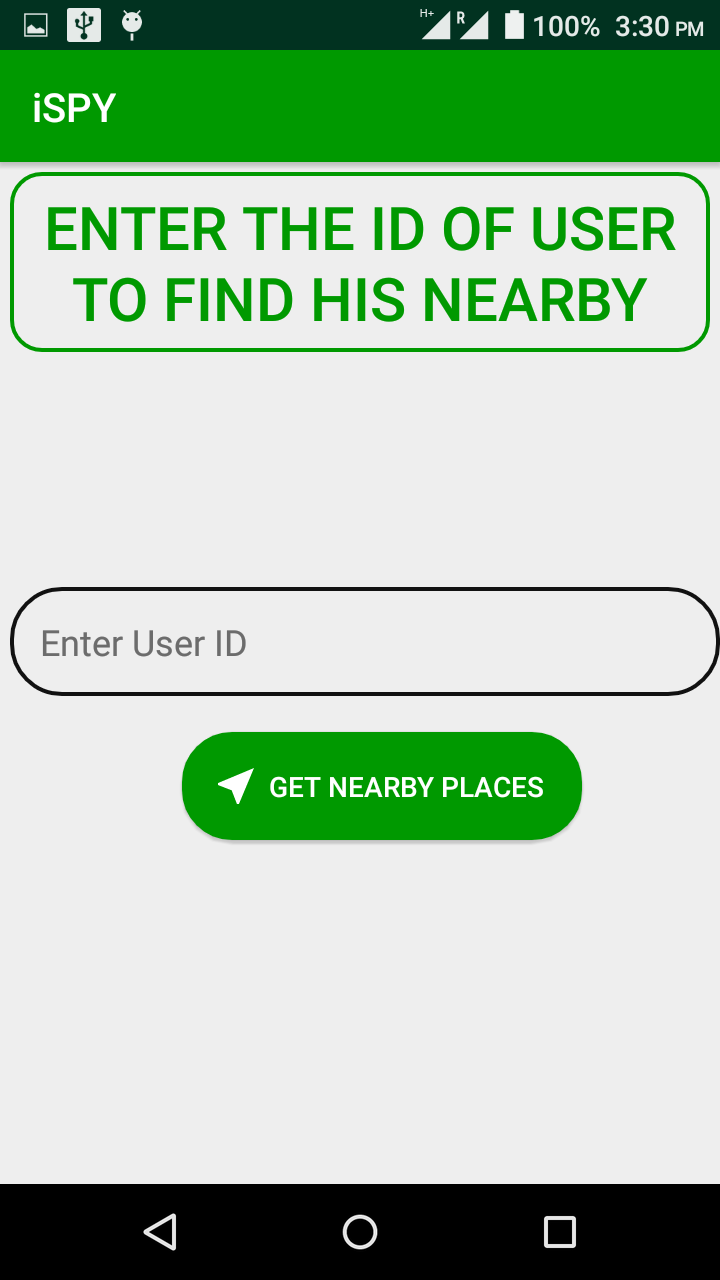 H+ R 100% 3:30 PM
iSPY
ENTER THE ID OF USER
TO FIND HIS NEARBY
Enter User ID
GET NEARBY PLACES